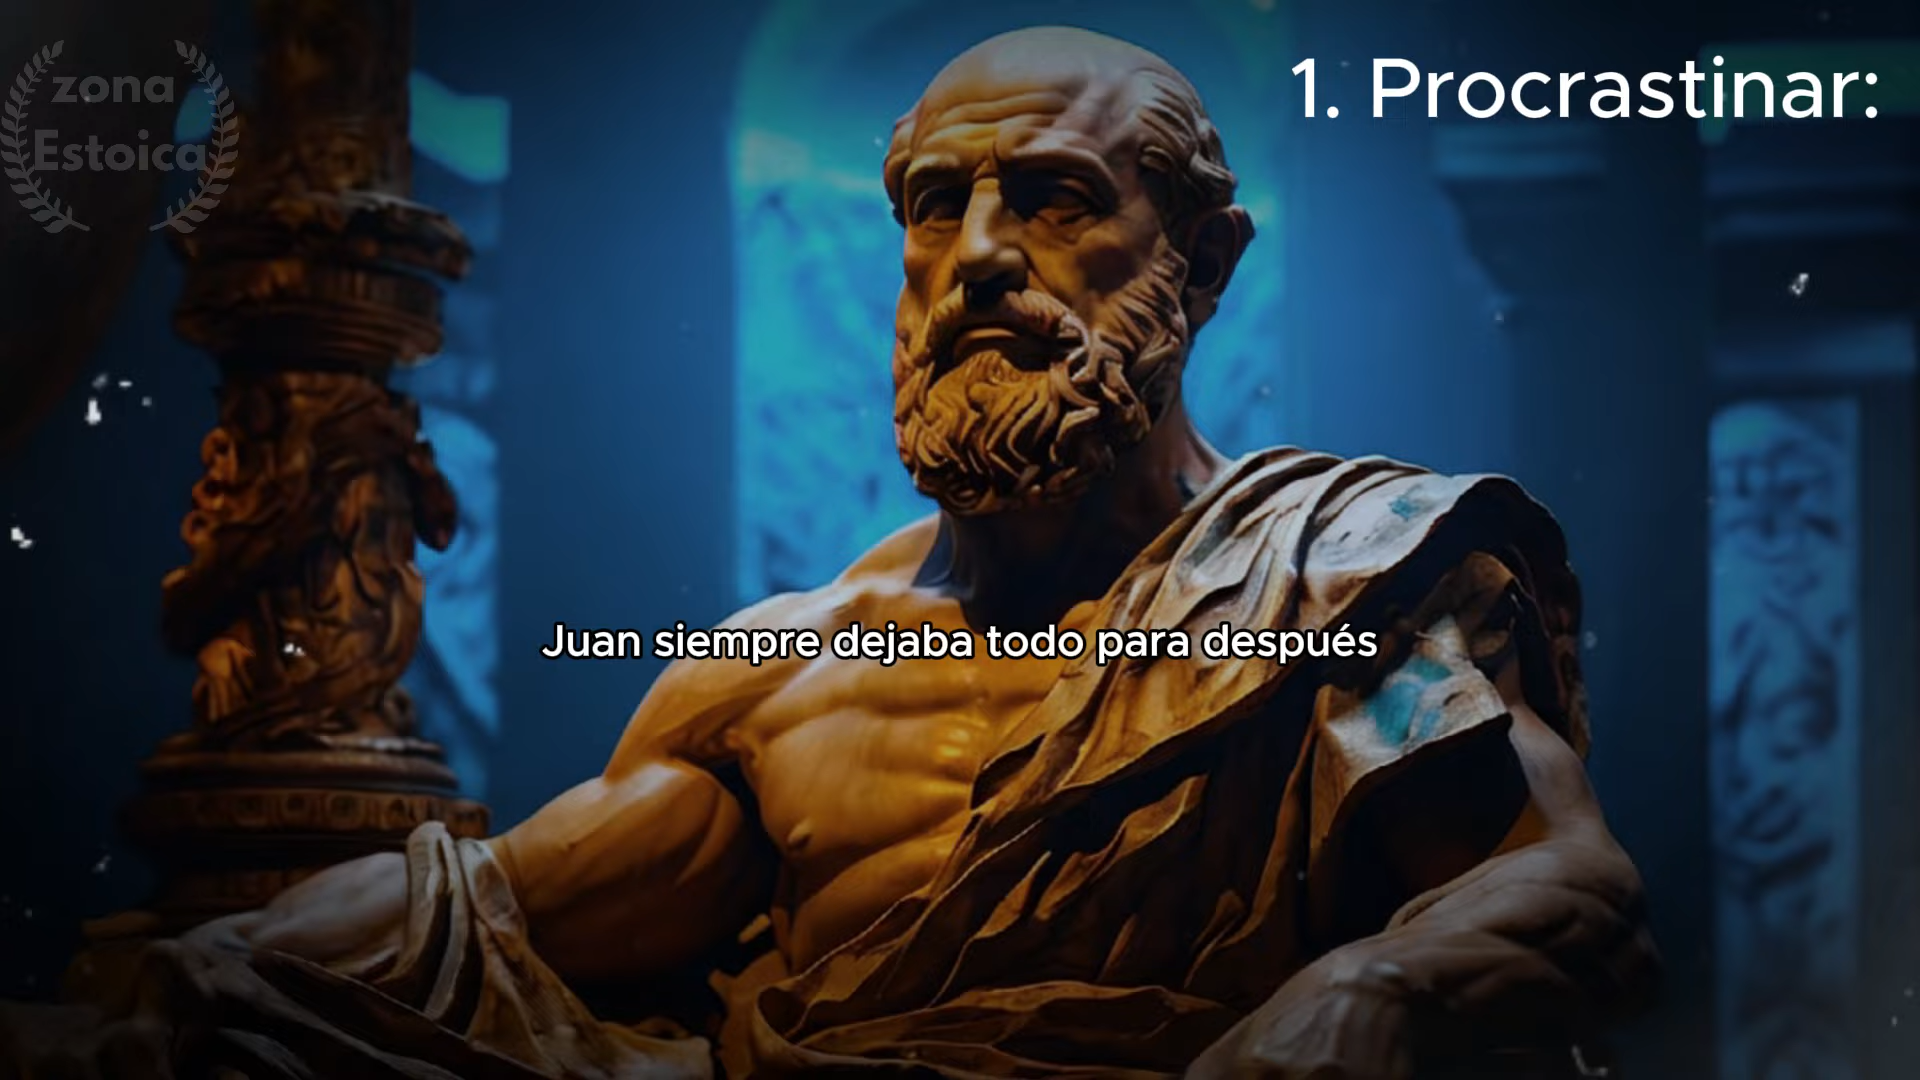 zona
Estoica
1. Procrastinar:
Juan siempre dejaba todo para después